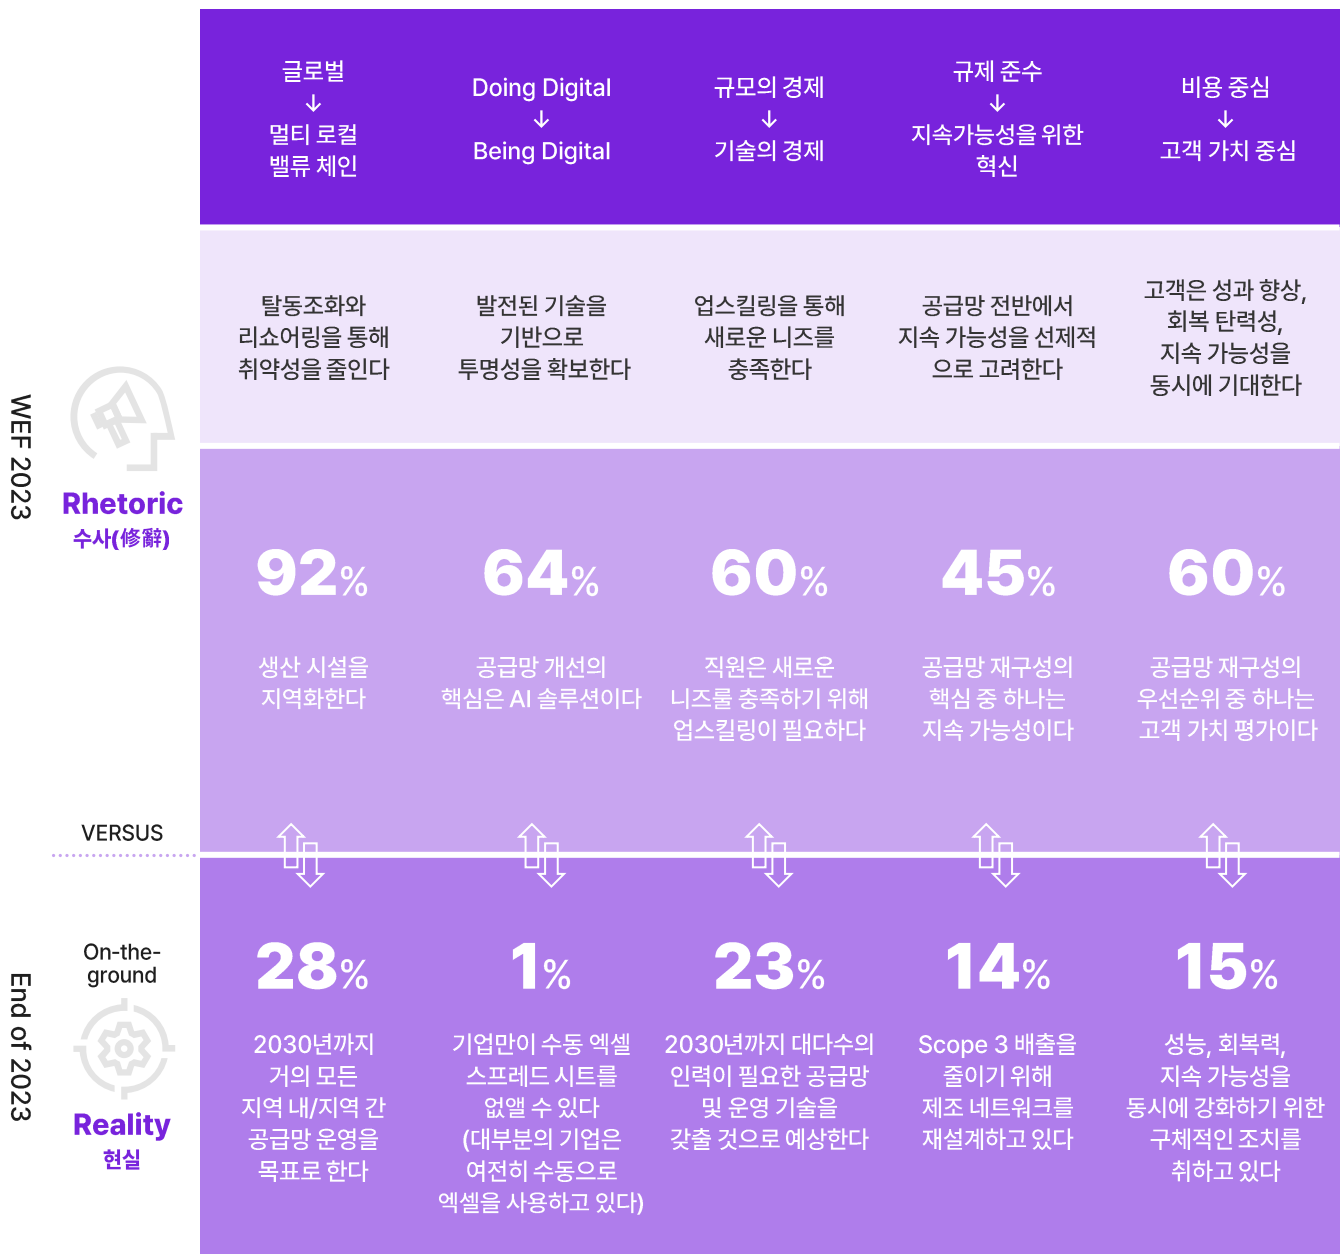 글로벌
↓
멀티 로컬
밸류 체인
Doing Digital
↓
Being Digital
규모의 경제
↓
기술의 경제
규제 준수
↓
지속가능성을 위한
혁신
비용 중심
↓
고객 가치 중심
WEF 2023
Rhetoric
수사(修辭)
탈동조화와
리쇼어링을 통해
취약성을 줄인다
발전된 기술을
기반으로
투명성을 확보한다
업스킬링을 통해
새로운 니즈를
충족한다
공급망 전반에서
지속 가능성을 선제적
으로 고려한다
고객은 성과 향상,
회복 탄력성,
지속 가능성을
동시에 기대한다
92%
생산 시설을
지역화한다
64%
공급망 개선의
핵심은 AI 솔루션이다
60%
직원은 새로운
니즈룰 충족하기 위해
업스킬링이 필요하다
45%
공급망 재구성의
핵심 중 하나는
지속 가능성이다
60%
공급망 재구성의
우선순위 중 하나는
고객 가치 평가이다
VERSUS
End of 2023
On-the-
ground
Reality
현실
28%
2030년까지
거의 모든
지역 내/지역 간
공급망 운영을
목표로 한다
1%
기업만이 수동 엑셀
스프레드 시트를
없앨 수 있다
(대부분의 기업은
여전히 수동으로
엑셀을 사용하고 있다)
23%
2030년까지 대다수의
인력이 필요한 공급망
및 운영 기술을
갖출 것으로 예상한다
14%
Scope 3 배출을
줄이기 위해
제조 네트워크를
재설계하고 있다
15%
성능, 회복력,
지속 가능성을
동시에 강화하기 위한
구체적인 조치를
취하고 있다